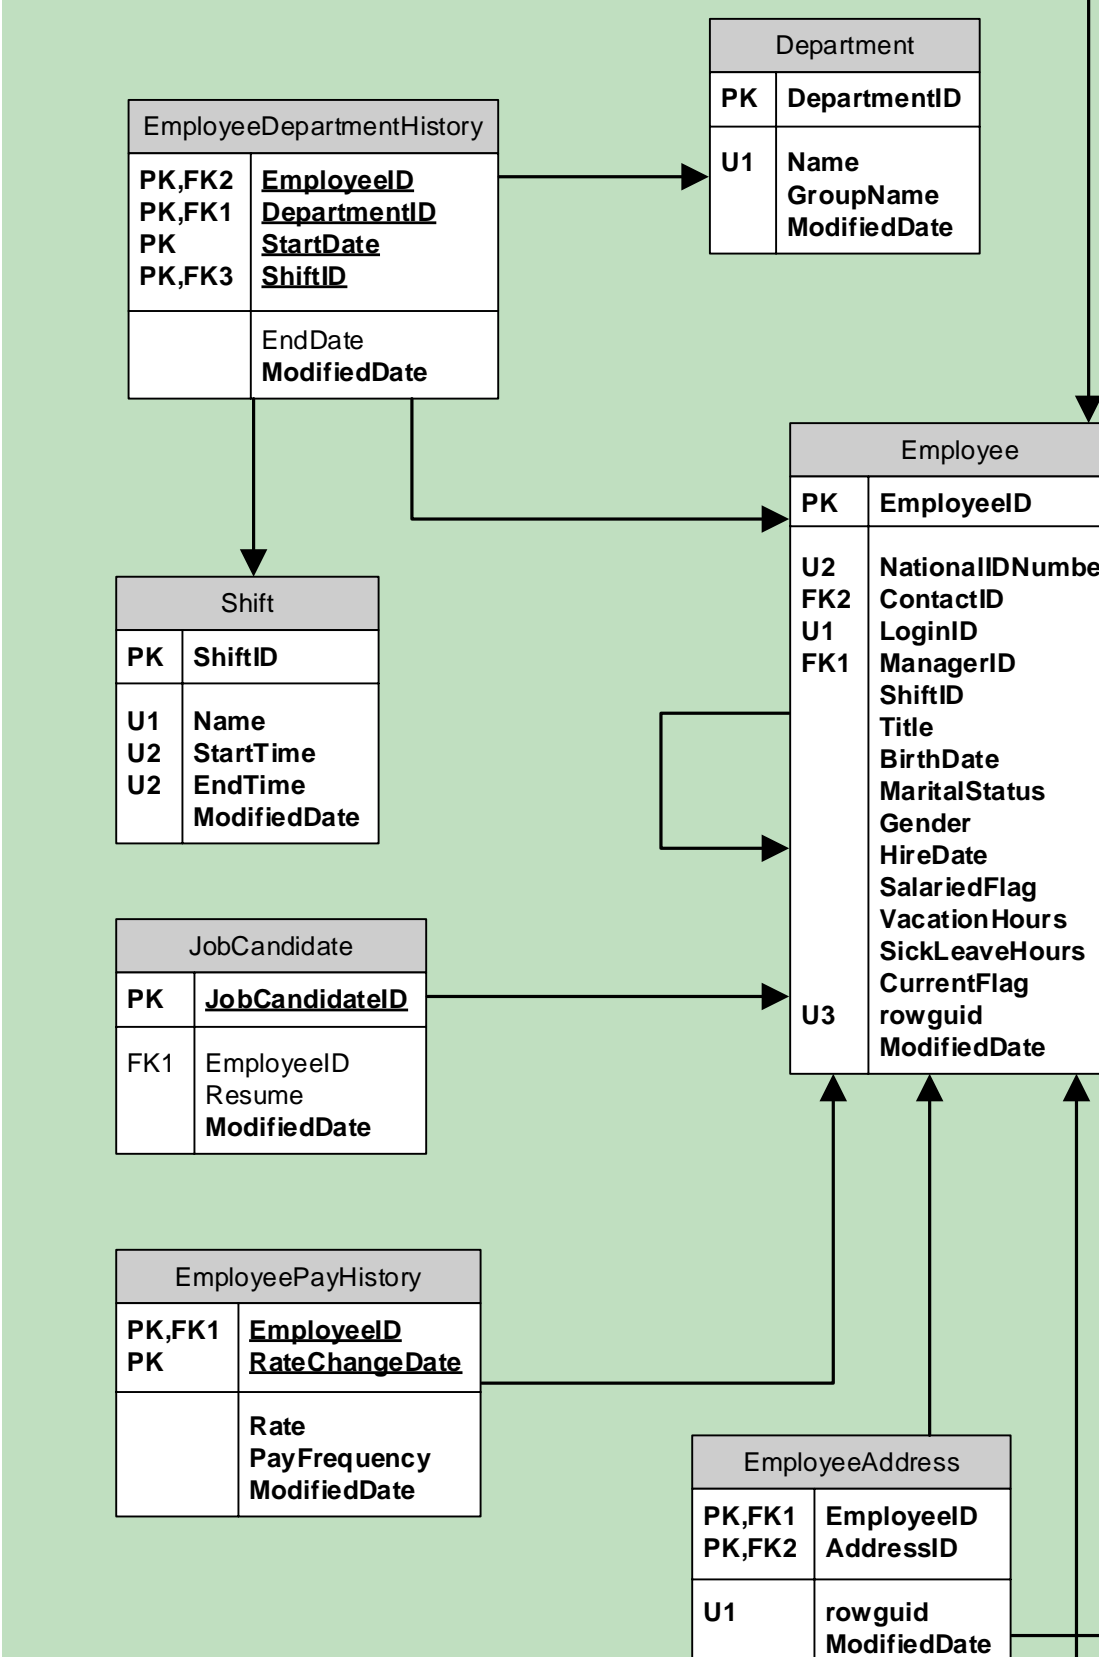 Department
PK DepartmentID
U1 Name
GroupName
ModifiedDate
EmployeeDepartmentHistory
PK,FK2 EmployeeID
PK,FK1 DepartmentID
PK StartDate
PK,FK3 ShiftID
EndDate
ModifiedDate
Employee
PK EmployeeID
U2 NationalIDNumbe
FK2 ContactID
U1 LoginID
FK1 ManagerID
ShiftID
Title
BirthDate
MaritalStatus
Gender
HireDate
SalariedFlag
VacationHours
SickLeaveHours
CurrentFlag
U3 rowguid
ModifiedDate
Shift
PK ShiftID
U1 Name
U2 StartTime
U2 EndTime
ModifiedDate
JobCandidate
PK JobCandidateID
FK1 EmployeeID
Resume
ModifiedDate
EmployeePayHistory
PK,FK1 EmployeeID
PK RateChangeDate
Rate
PayFrequency
ModifiedDate
EmployeeAddress
PK,FK1 EmployeeID
PK,FK2 AddressID
U1 rowguid
ModifiedDate